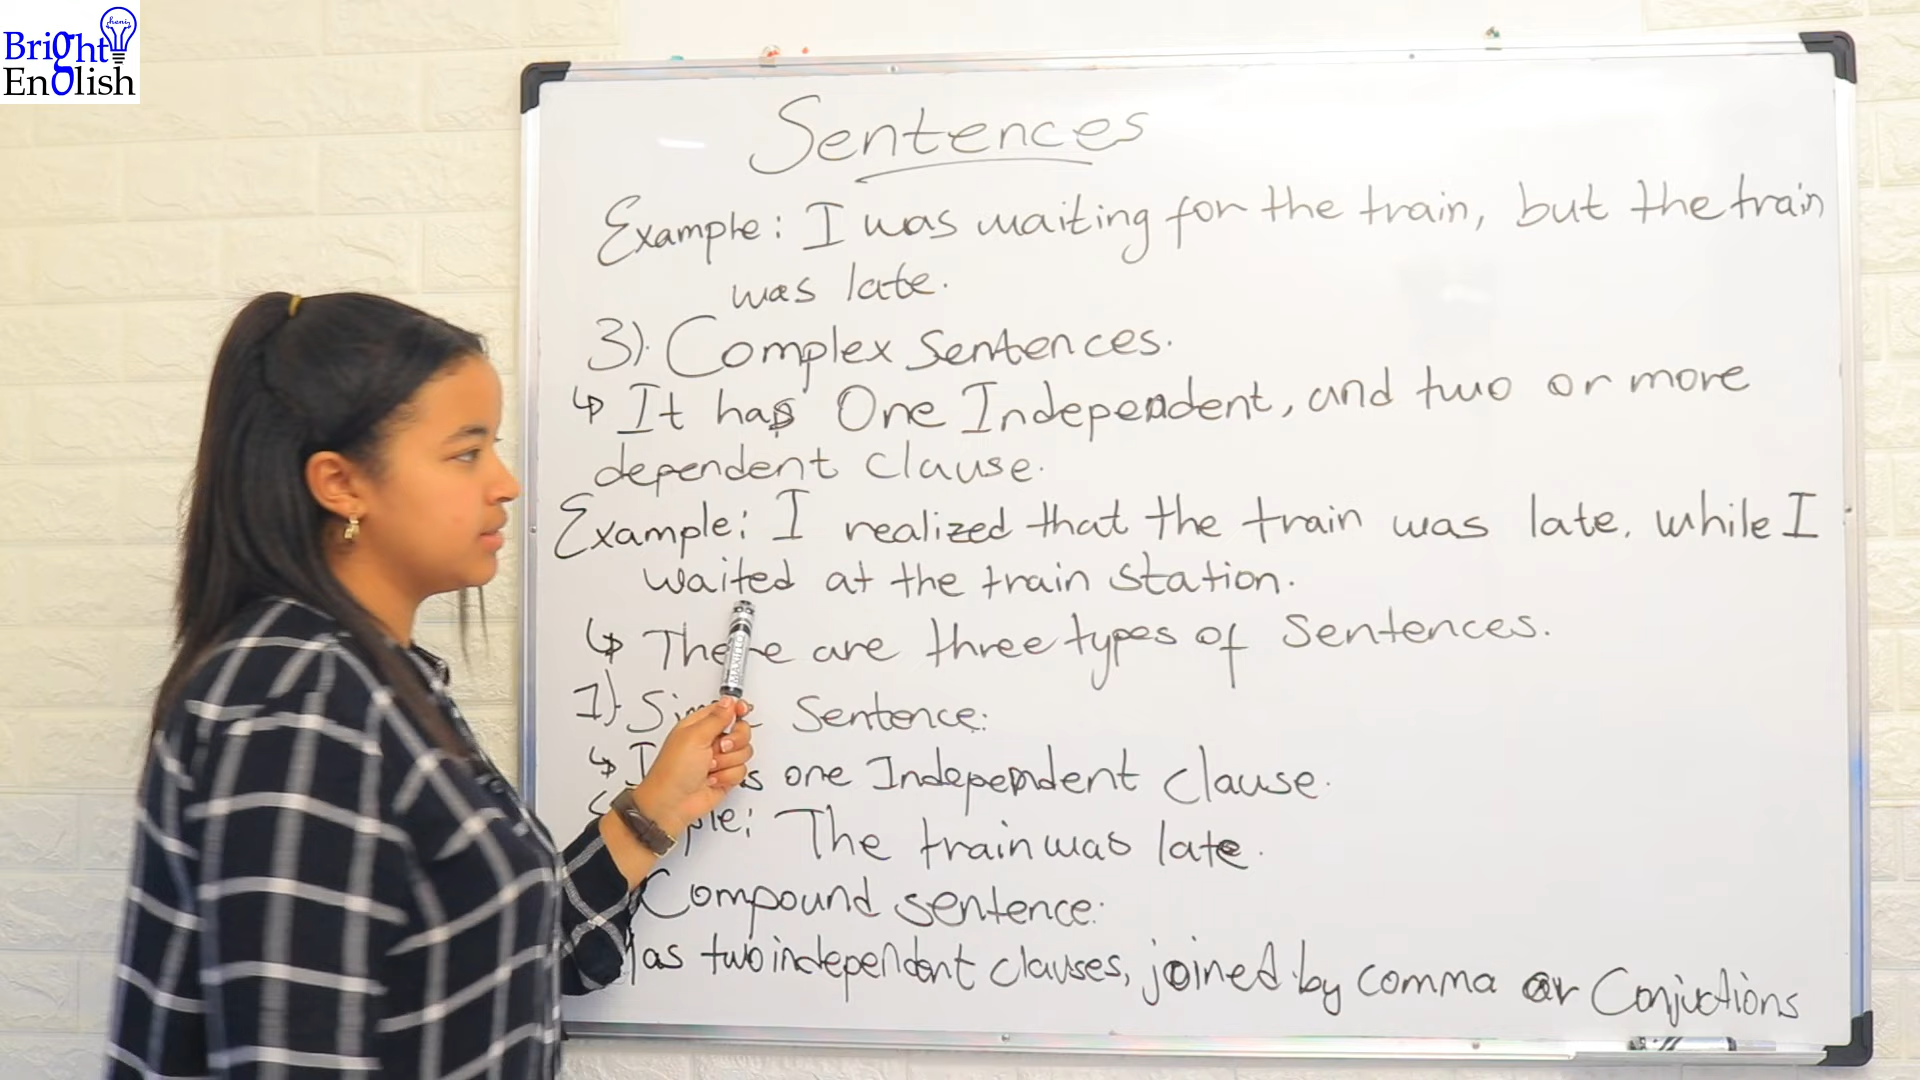 heni
Bright
English
Sentences
Example: I was waiting for the train, but the train
was late.
3). Complex Sentences.
↳ It has One Independent, and two or more
dependent clause.
Example: I realized that the train was late. while I
waited at the train station.
↳ There are three types of Sentences.
1) Sentence:
↳ one Independent clause.
The train was late.
Compound sentence:
two independent clauses, joined by comma or Conjuctions
MAXIFLO